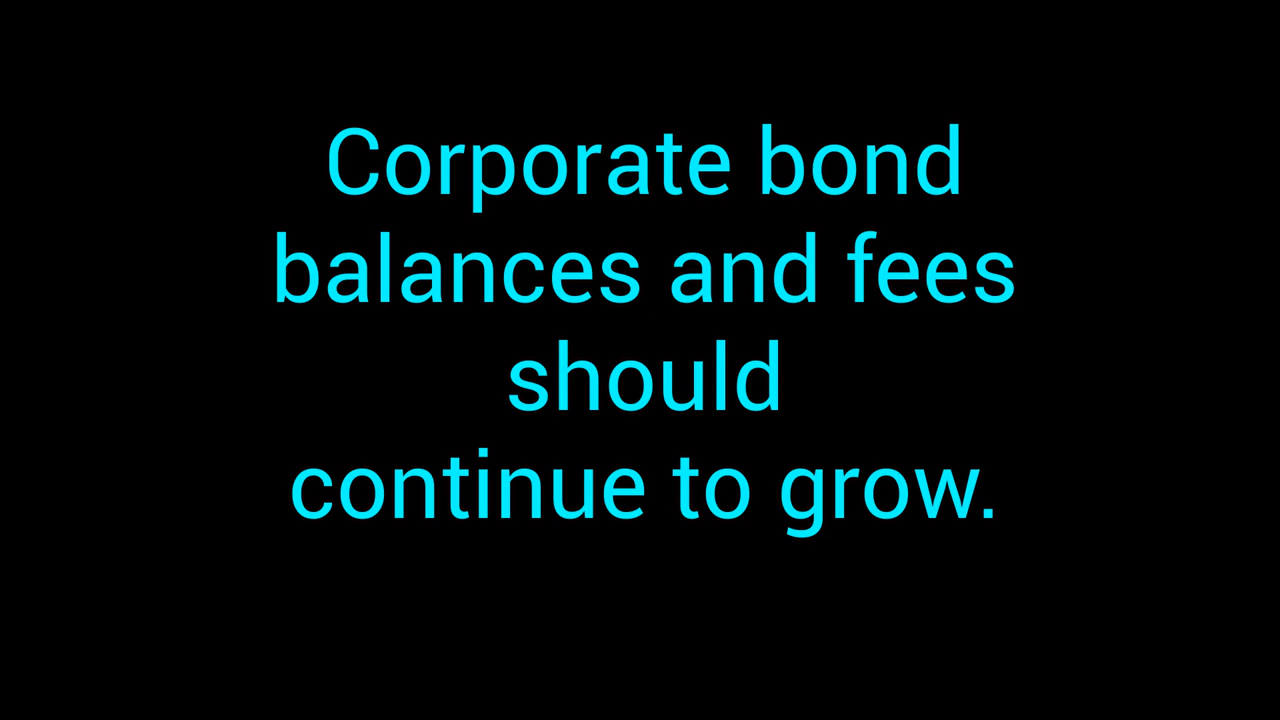 Corporate bond
balances and fees
should
continue to grow.